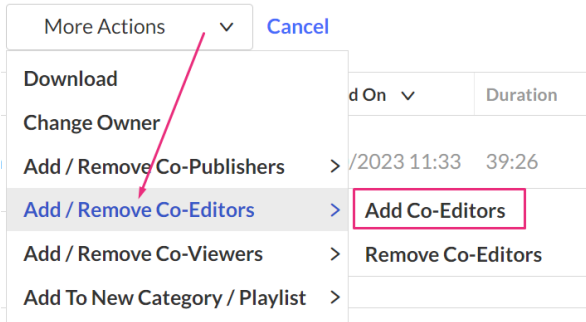 More Actions Cancel
Download
d On Duration
Change Owner
Add / Remove Co-Publishers
/2023 11:33 39:26
Add / Remove Co-Editors
Add Co-Editors
Add / Remove Co-Viewers
Remove Co-Editors
Add To New Category / Playlist